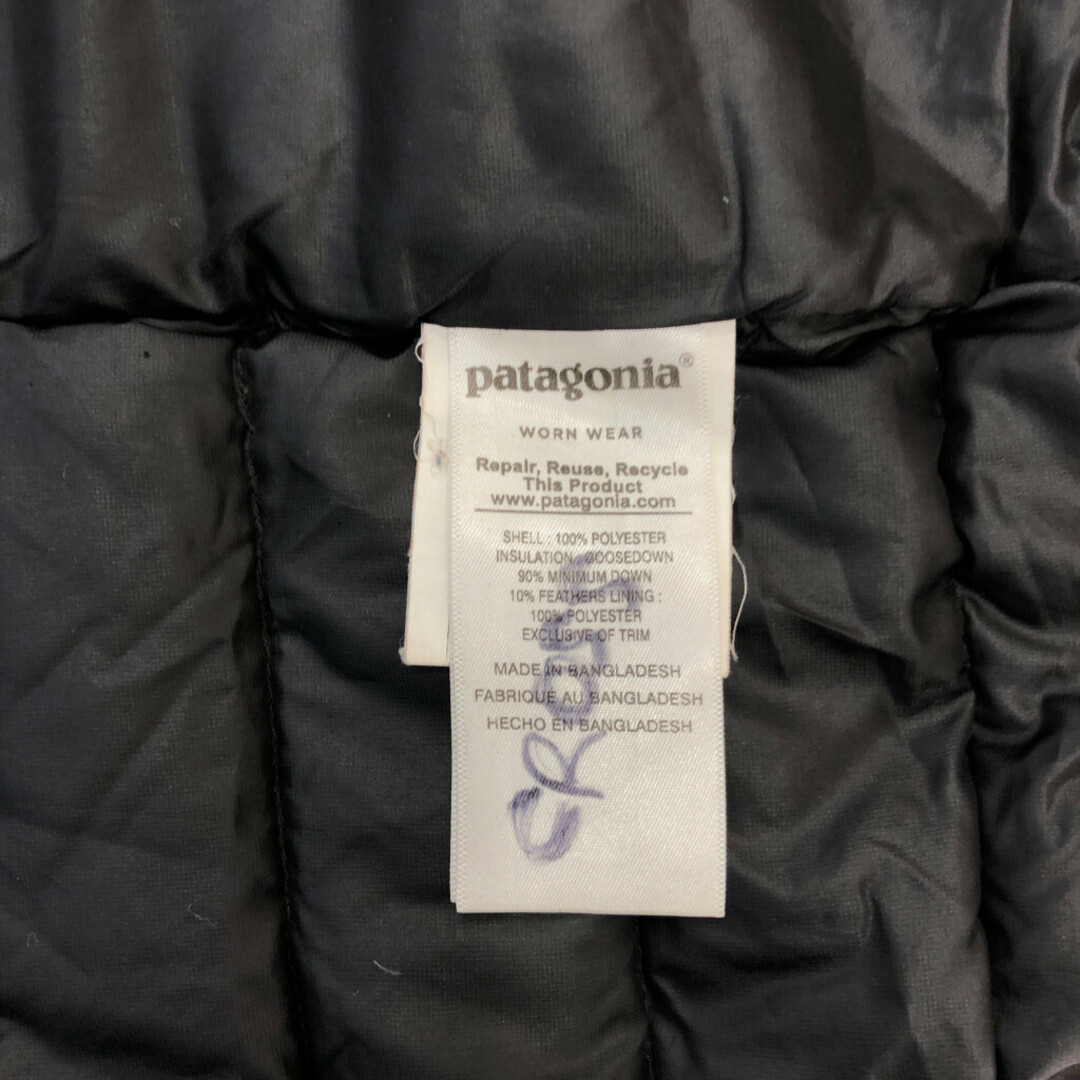 patagonia®
WORN WEAR
Repair, Reuse, Recycle
This Product
www.patagonia.com
SHELL : 100% POLYESTER
INSULATION : GOOSEDOWN
90% MINIMUM DOWN
10% FEATHERS LINING :
100% POLYESTER
EXCLUSIVE OF TRIM
MADE IN BANGLADESH
FABRIQUE AU BANGLADESH
HECHO EN BANGLADESH
CROSS